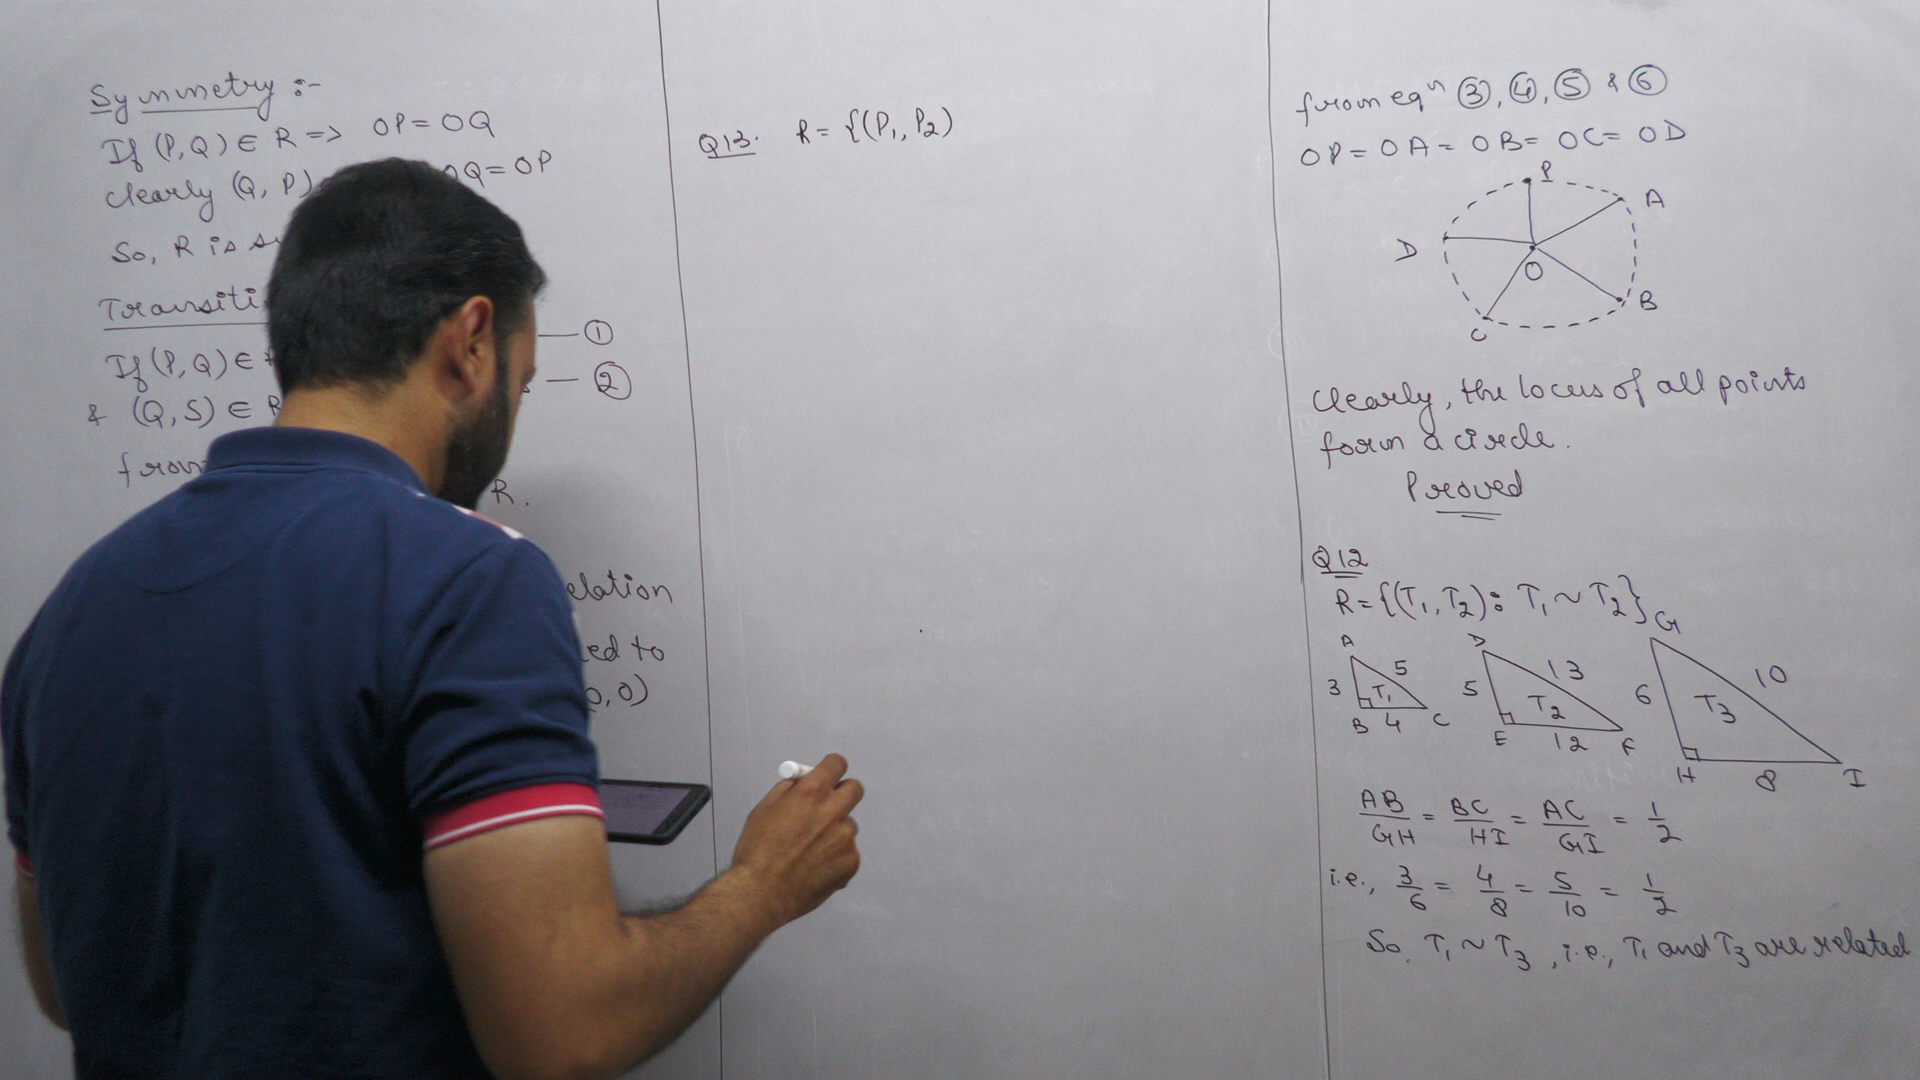 Symmetry :-
If (P,Q) ∈ R => OP = OQ
clearly (Q, P) OQ = OP
So, R is
If (P,Q) ∈ — ①
& (Q,S) ∈ R — ②
from
R.
ed to
0,0)
Q13. R = {(P₁, P₂)
from eqⁿ ③, ④, ⑤ & ⑥
OP = OA = OB = OC = OD
P
A
D
O
B
C
Clearly, the locus of all points
form a circle.
Proved
Q12
R = {(T₁, T₂) : T₁ ~ T₂}
A D G
3 5 T₁ B 4 C
5 13 T₂ E 12 F
6 10 T₃ H 8 I
AB/GH = BC/HI = AC/GI = 1/2
i.e., 3/6 = 4/8 = 5/10 = 1/2
So, T₁ ~ T₃, i.e., T₁ and T₃ are related